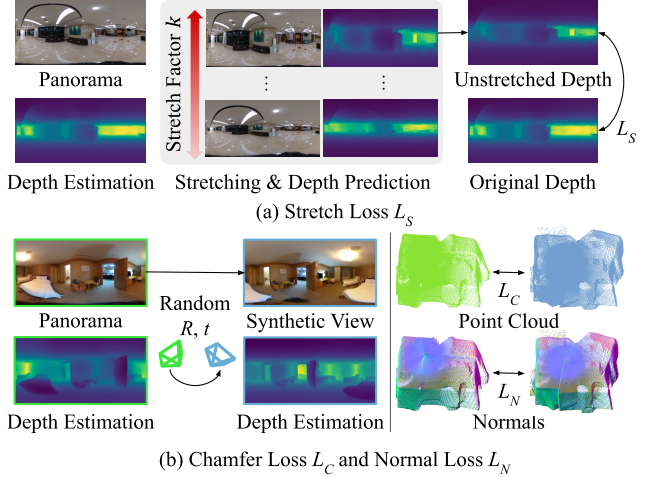 Panorama
Depth Estimation
Stretch Factor k
⋮ ⋮
Stretching & Depth Prediction
Unstretched Depth
L_S
Original Depth
(a) Stretch Loss L_S
Panorama
Random
R, t
Synthetic View
Depth Estimation
Depth Estimation
L_C
Point Cloud
L_N
Normals
(b) Chamfer Loss L_C and Normal Loss L_N